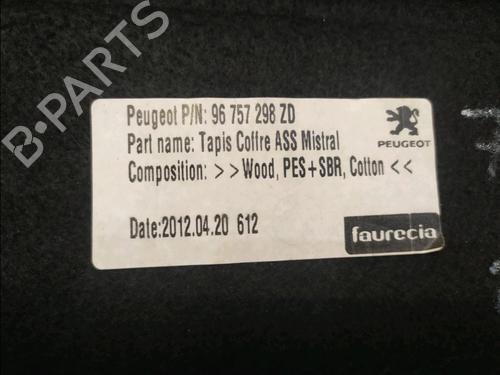 Peugeot P/N: 96 757 298 ZD
Part name: Tapis Coffre ASS Mistral
PEUGEOT
Composition: >>Wood, PES+SBR, Cotton<<
Date:2012.04.20 612
faurecia
B-PARTS